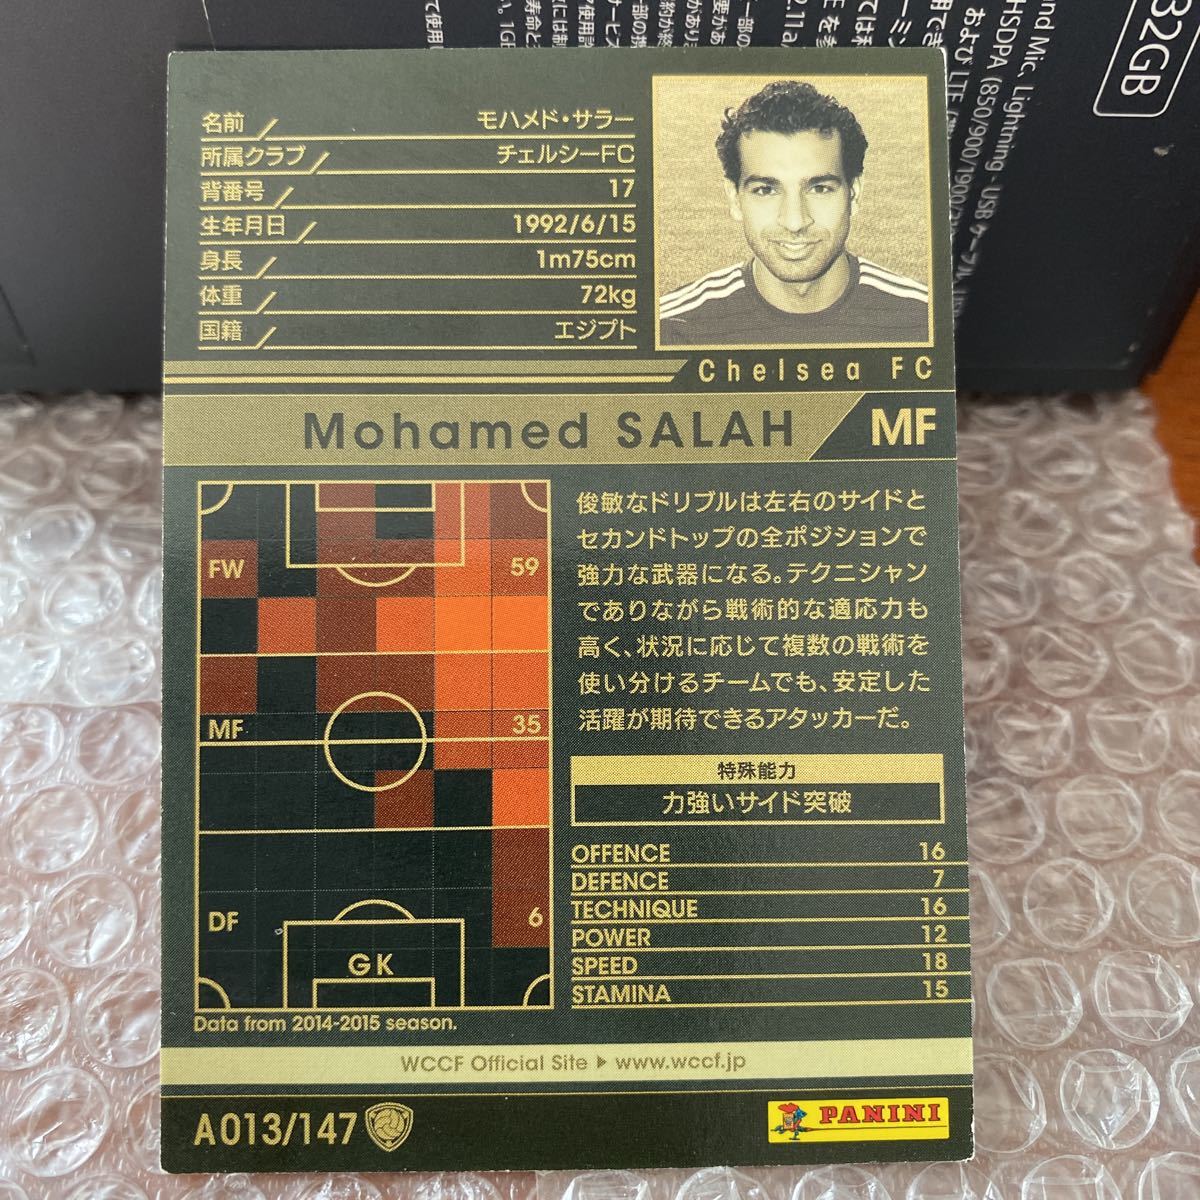 32GB
名前 モハメド・サラー
所属クラブ チェルシーFC
背番号 17
生年月日 1992/6/15
身長 1m75cm
体重 72kg
国籍 エジプト
Chelsea FC
Mohamed SALAH MF
FW 59
MF 35
DF 6
GK
Data from 2014-2015 season.
俊敏なドリブルは左右のサイドと
セカンドトップの全ポジションで
強力な武器になる。テクニシャン
でありながら戦術的な適応力も
高く、状況に応じて複数の戦術を
使い分けるチームでも、安定した
活躍が期待できるアタッカーだ。
特殊能力
力強いサイド突破
OFFENCE 16
DEFENCE 7
TECHNIQUE 16
POWER 12
SPEED 18
STAMINA 15
WCCF Official Site ▶ www.wccf.jp
A013/147
PANINI